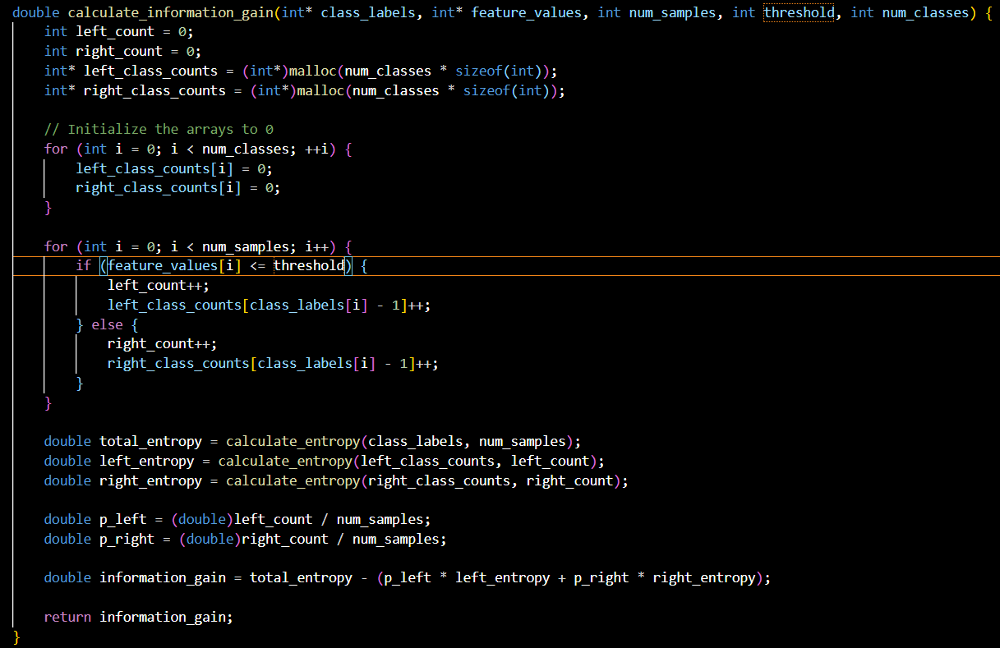 double calculate_information_gain(int* class_labels, int* feature_values, int num_samples, int threshold, int num_classes) {
    int left_count = 0;
    int right_count = 0;
    int* left_class_counts = (int*)malloc(num_classes * sizeof(int));
    int* right_class_counts = (int*)malloc(num_classes * sizeof(int));

    // Initialize the arrays to 0
    for (int i = 0; i < num_classes; ++i) {
        left_class_counts[i] = 0;
        right_class_counts[i] = 0;
    }

    for (int i = 0; i < num_samples; i++) {
        if (feature_values[i] <= threshold) {
            left_count++;
            left_class_counts[class_labels[i] - 1]++;
        } else {
            right_count++;
            right_class_counts[class_labels[i] - 1]++;
        }
    }

    double total_entropy = calculate_entropy(class_labels, num_samples);
    double left_entropy = calculate_entropy(left_class_counts, left_count);
    double right_entropy = calculate_entropy(right_class_counts, right_count);

    double p_left = (double)left_count / num_samples;
    double p_right = (double)right_count / num_samples;

    double information_gain = total_entropy - (p_left * left_entropy + p_right * right_entropy);

    return information_gain;
}